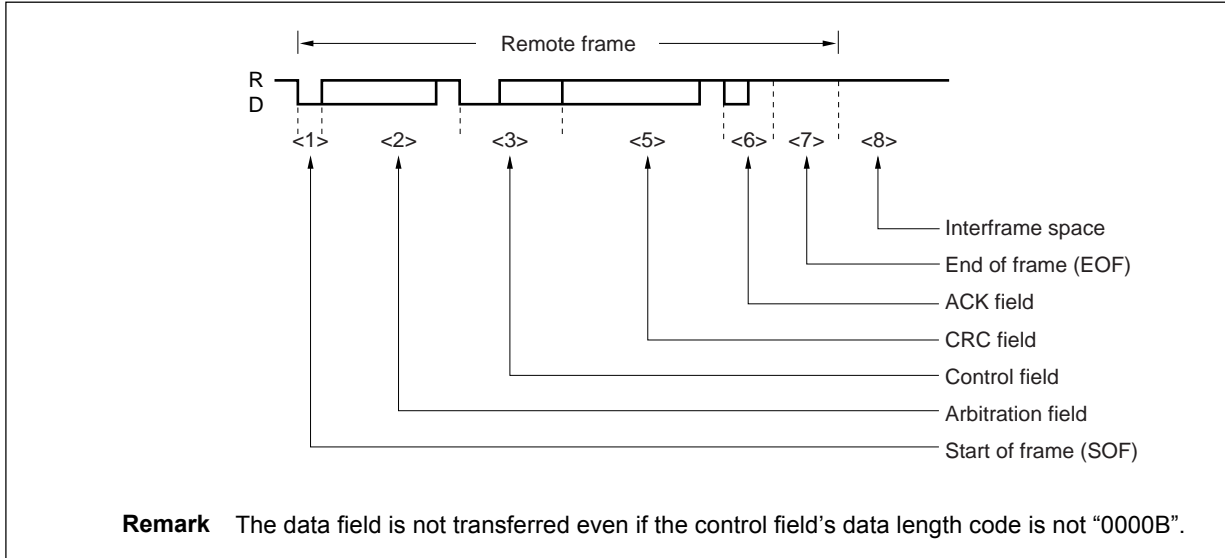 Remote frame
R
D
<1> <2> <3> <5> <6> <7> <8>
Interframe space
End of frame (EOF)
ACK field
CRC field
Control field
Arbitration field
Start of frame (SOF)
Remark The data field is not transferred even if the control field’s data length code is not “0000B”.